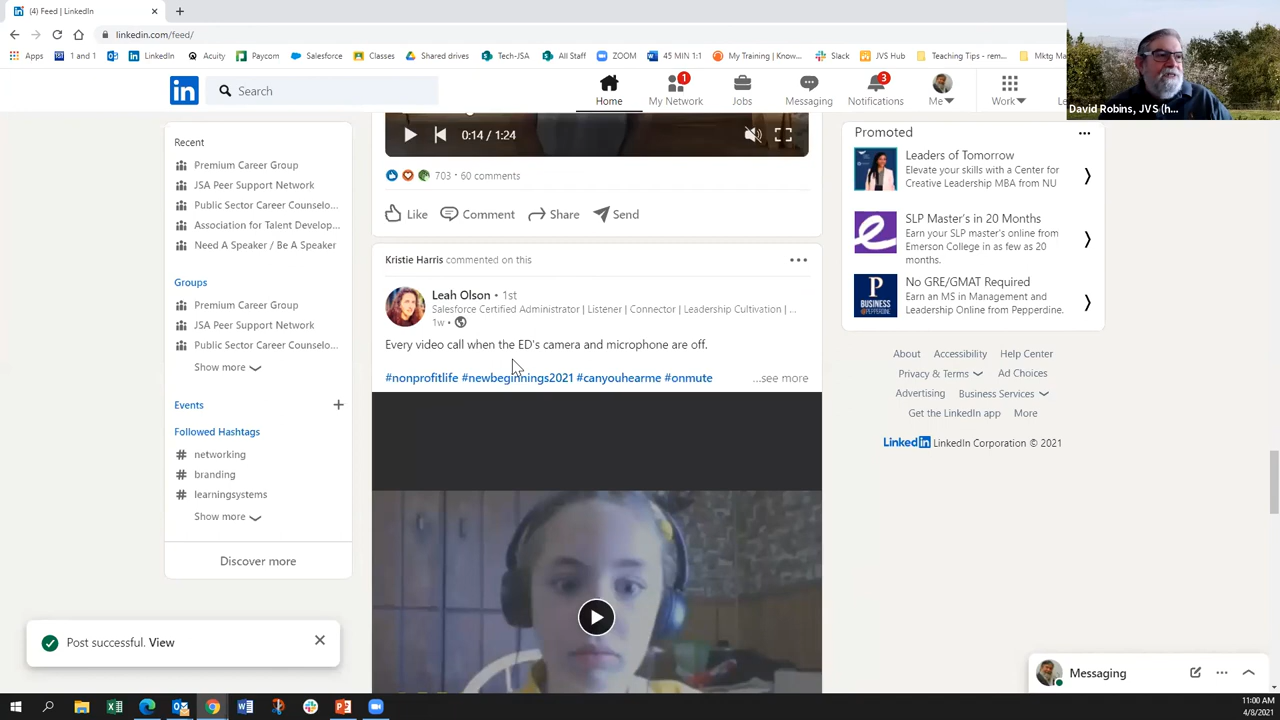 (4) Feed | LinkedIn
linkedin.com/feed/
Apps
1 and 1
LinkedIn
Acuity
Paycom
Salesforce
Classes
Shared drives
Tech-JSA
All Staff
ZOOM
45 MIN 1:1
My Training | Know...
Slack
JVS Hub
Teaching Tips - rem...
Mktg Ma
David Robins, JVS (h...
in
Search
Home
1
My Network
Jobs
Messaging
3
Notifications
Me
Work
Recent
Premium Career Group
JSA Peer Support Network
Public Sector Career Counselo...
Association for Talent Develop...
Need A Speaker / Be A Speaker
Groups
Premium Career Group
JSA Peer Support Network
Public Sector Career Counselo...
Show more
Events
Followed Hashtags
# networking
# branding
# learningsystems
Show more
Discover more
Post successful. View
0:14 / 1:24
703 · 60 comments
Like
Comment
Share
Send
Kristie Harris commented on this
Leah Olson • 1st
Salesforce Certified Administrator | Listener | Connector | Leadership Cultivation | ...
1w •
Every video call when the ED's camera and microphone are off.
#nonprofitlife #newbeginnings2021 #canyouhearme #onmute
...see more
Promoted
Leaders of Tomorrow
Elevate your skills with a Center for
Creative Leadership MBA from NU
SLP Master's in 20 Months
Earn your SLP master's online from
Emerson College in as few as 20
months.
P
BUSINESS
@PEPPERDINE
No GRE/GMAT Required
Earn an MS in Management and
Leadership Online from Pepperdine.
About
Accessibility
Help Center
Privacy & Terms
Ad Choices
Advertising
Business Services
Get the LinkedIn app
More
LinkedIn LinkedIn Corporation © 2021
Messaging
11:00 AM
4/8/2021